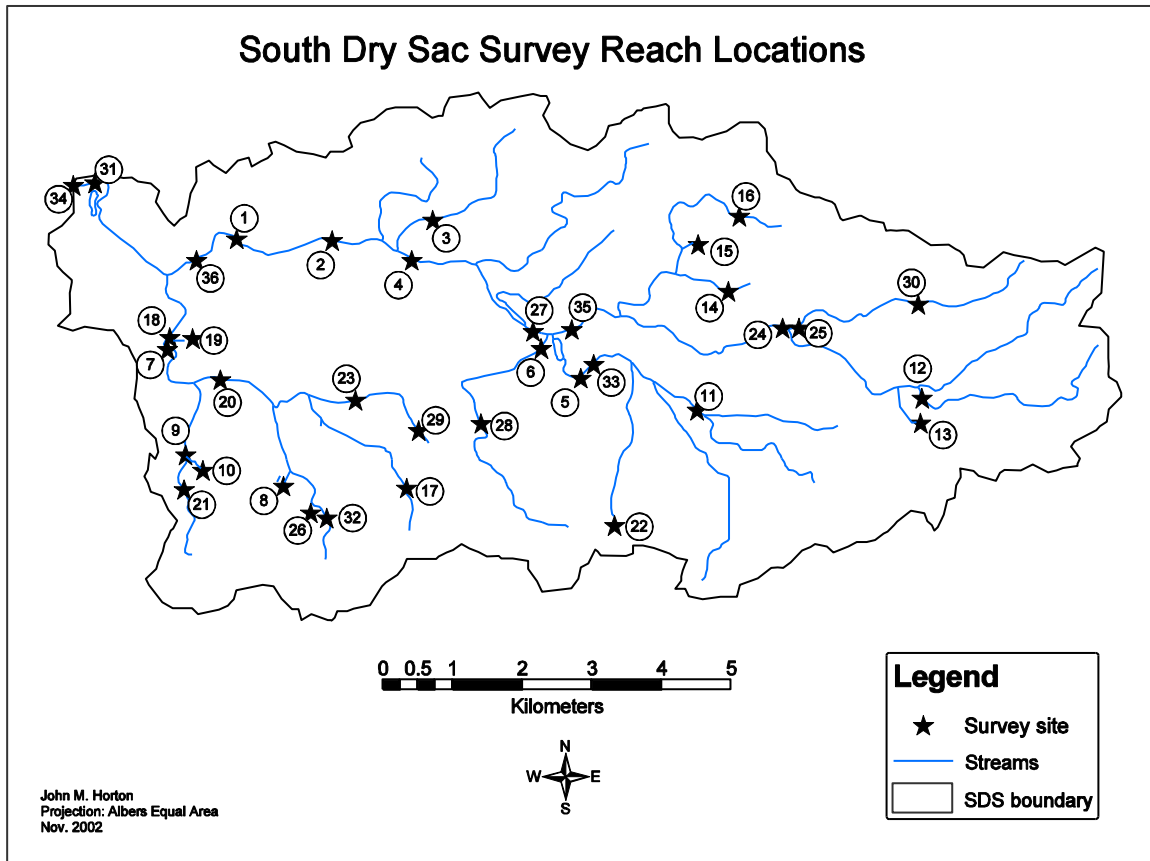 South Dry Sac Survey Reach Locations
31
34
16
1
3
15
2
36
4
14
30
27
35
18
19
24
25
7
6
12
33
5
20
23
11
29
28
13
9
10
8
17
21
26
32
22
0 0.5 1 2 3 4 5
Kilometers
N
W E
S
Legend
Survey site
Streams
SDS boundary
John M. Horton
Projection: Albers Equal Area
Nov. 2002